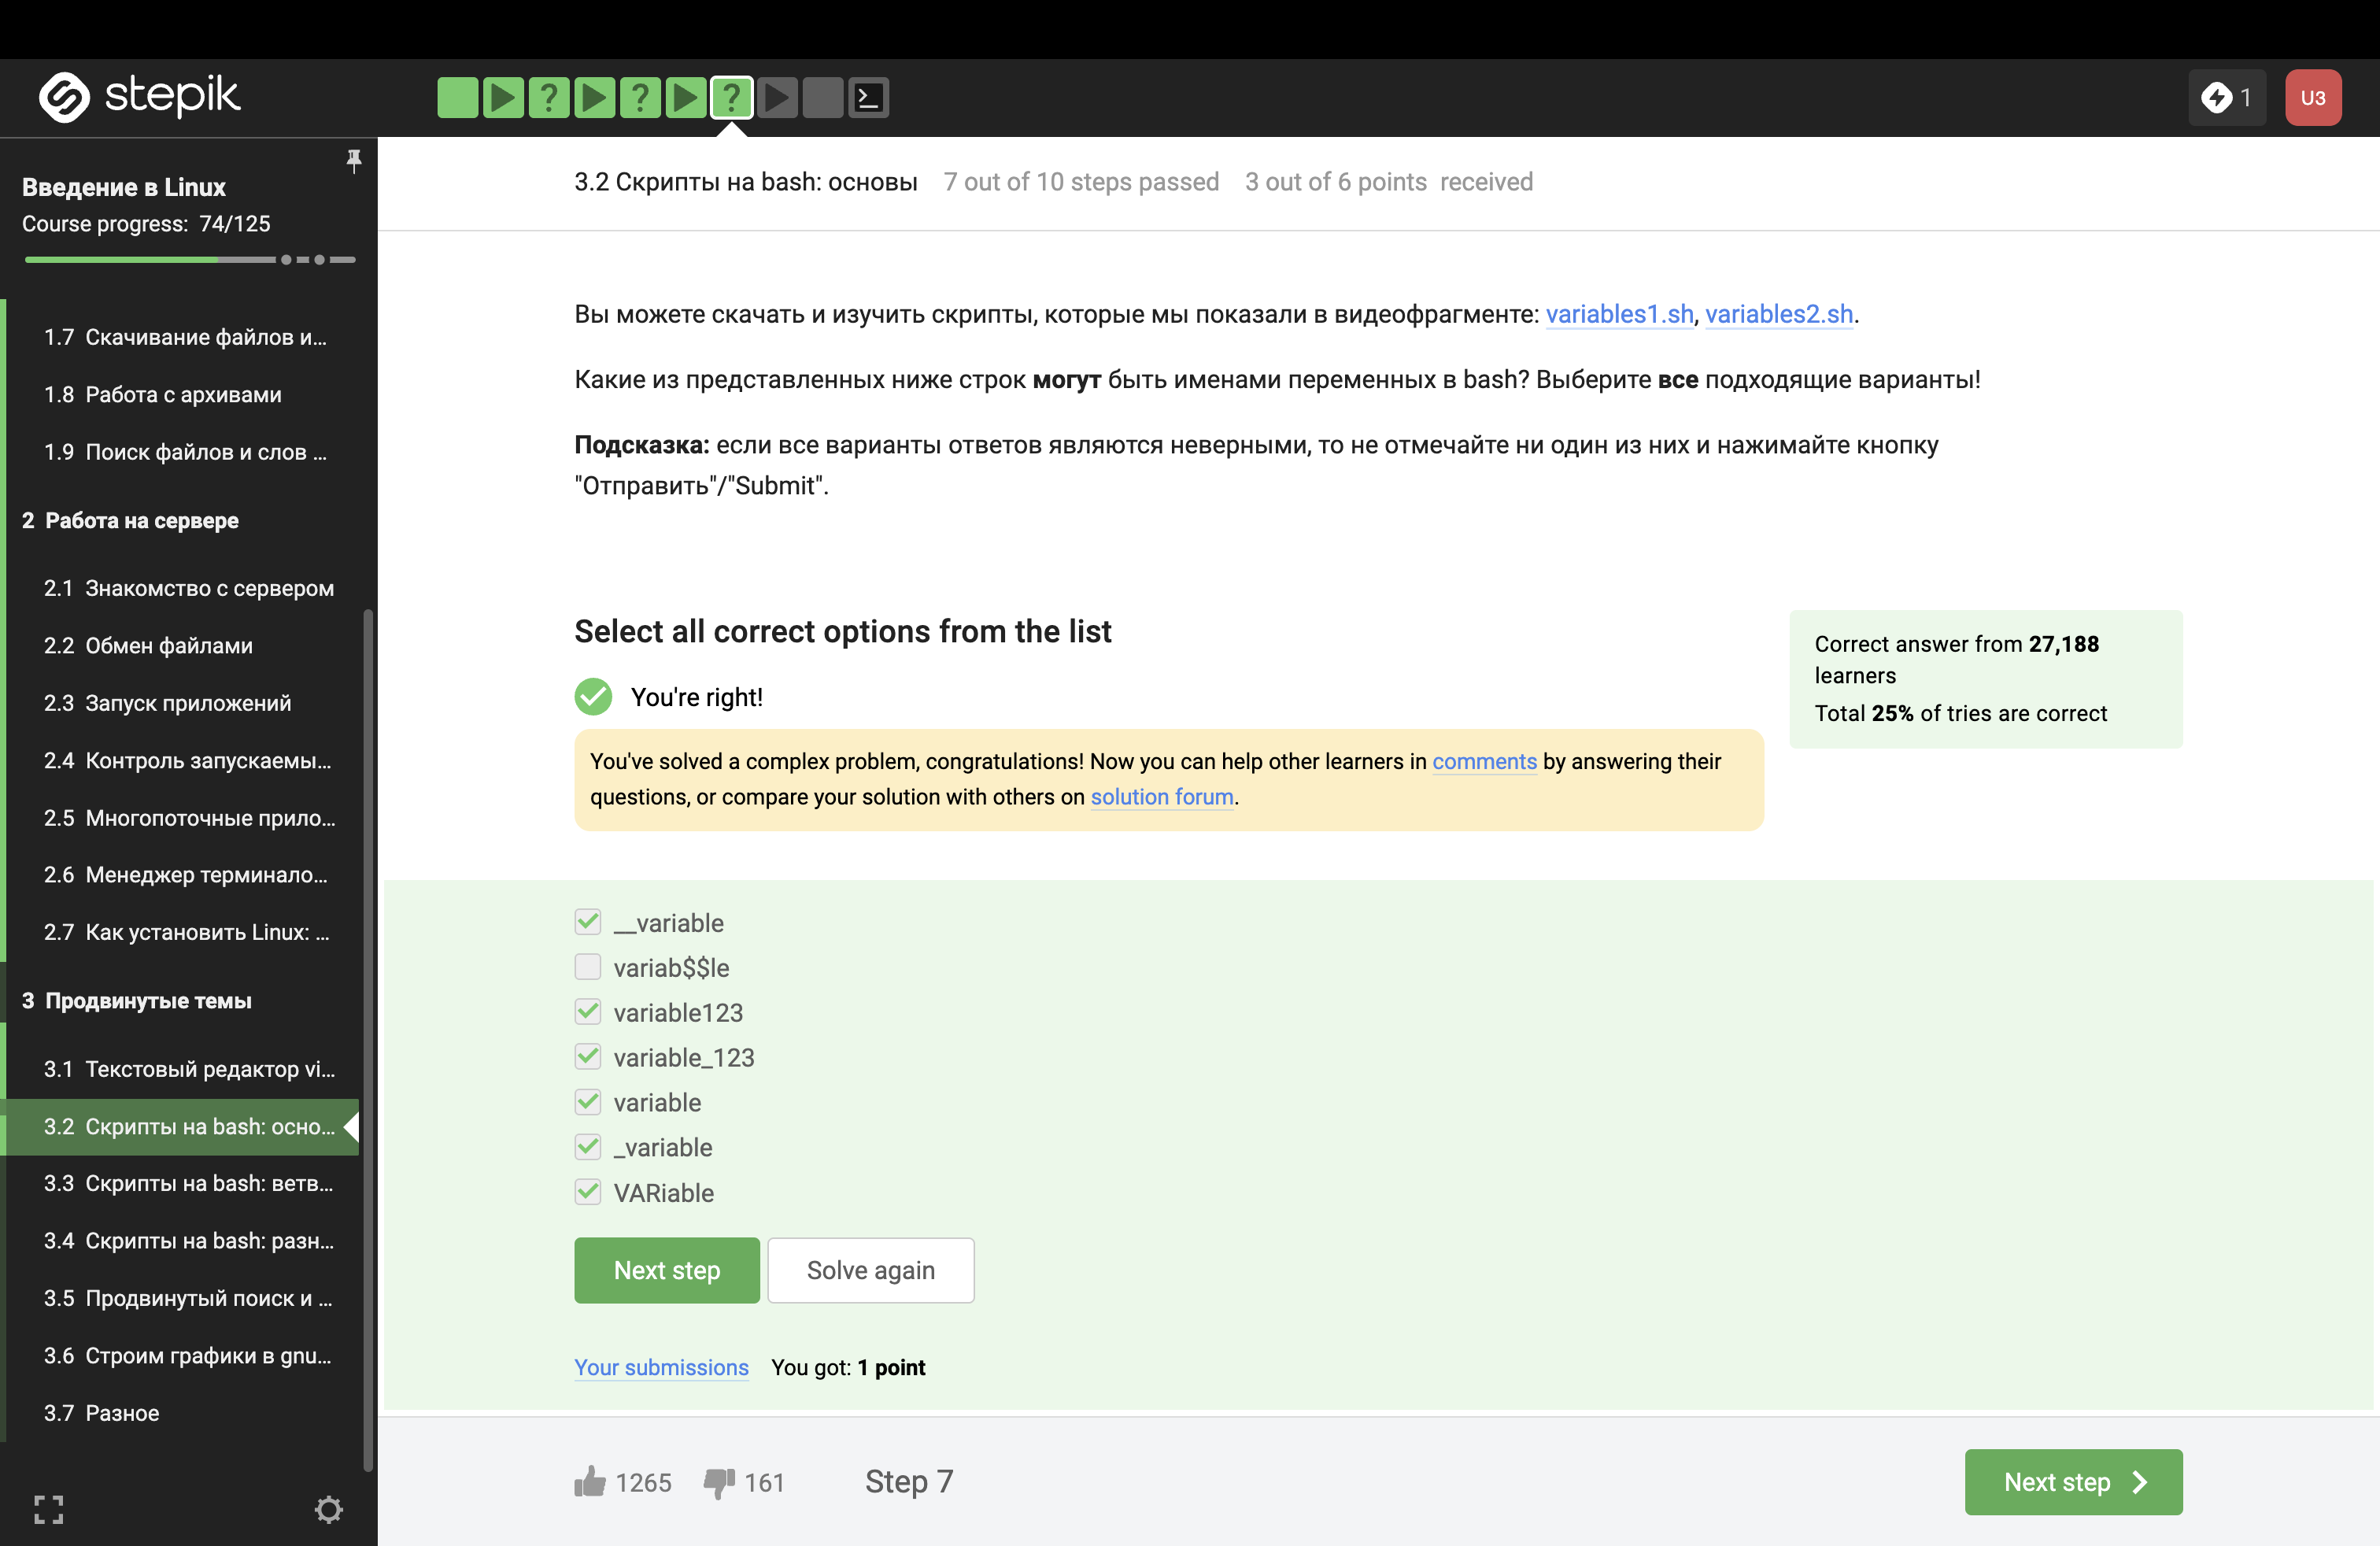 stepik
1
U3
Введение в Linux
Course progress: 74/125
1.7 Скачивание файлов и...
1.8 Работа с архивами
1.9 Поиск файлов и слов ...
2 Работа на сервере
2.1 Знакомство с сервером
2.2 Обмен файлами
2.3 Запуск приложений
2.4 Контроль запускаемы...
2.5 Многопоточные прило...
2.6 Менеджер терминало...
2.7 Как установить Linux: ...
3 Продвинутые темы
3.1 Текстовый редактор vi...
3.2 Скрипты на bash: осно...
3.3 Скрипты на bash: ветв...
3.4 Скрипты на bash: разн...
3.5 Продвинутый поиск и ...
3.6 Строим графики в gnu...
3.7 Разное
3.2 Скрипты на bash: основы 7 out of 10 steps passed 3 out of 6 points received
Вы можете скачать и изучить скрипты, которые мы показали в видеофрагменте: variables1.sh, variables2.sh.
Какие из представленных ниже строк могут быть именами переменных в bash? Выберите все подходящие варианты!
Подсказка: если все варианты ответов являются неверными, то не отмечайте ни один из них и нажимайте кнопку
"Отправить"/"Submit".
Select all correct options from the list
You're right!
You've solved a complex problem, congratulations! Now you can help other learners in comments by answering their
questions, or compare your solution with others on solution forum.
Correct answer from 27,188
learners
Total 25% of tries are correct
__variable
variab$$le
variable123
variable_123
variable
_variable
VARiable
Next step Solve again
Your submissions You got: 1 point
1265 161 Step 7 Next step